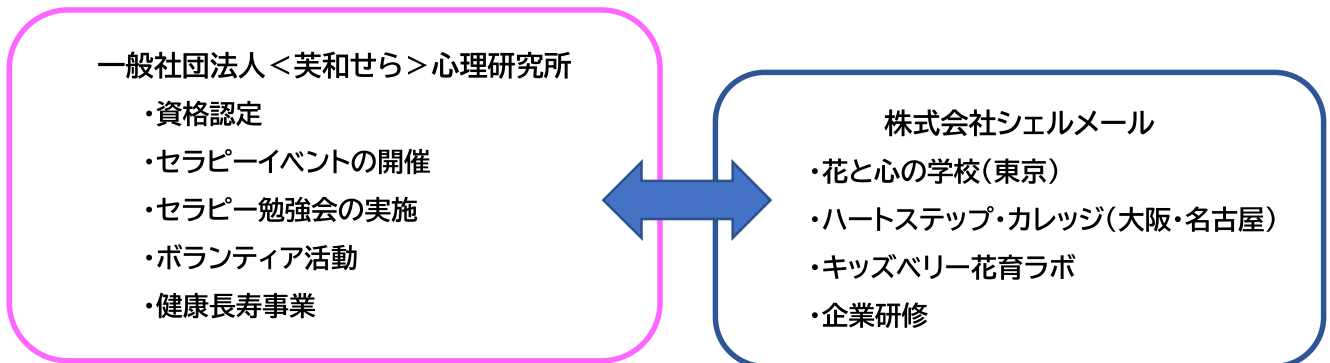 一般社団法人<芙和せら>心理研究所
・資格認定
・セラピーイベントの開催
・セラピー勉強会の実施
・ボランティア活動
・健康長寿事業
株式会社シェルメール
・花と心の学校(東京)
・ハートステップ・カレッジ(大阪・名古屋)
・キッズベリー花育ラボ
・企業研修